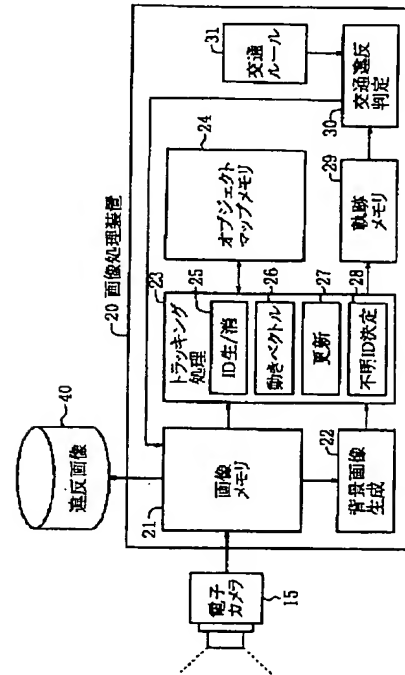 20 画像処理装置
40
違反画像
15
電子
カメラ
21
画像
メモリ
22
背景画像
生成
23
トラッキング
処理
25
ID生/消
26
動きベクトル
27
更新
28
不明ID決定
24
オブジェクト
マップメモリ
29
軌跡
メモリ
30
交通違反
判定
31
交通
ルール